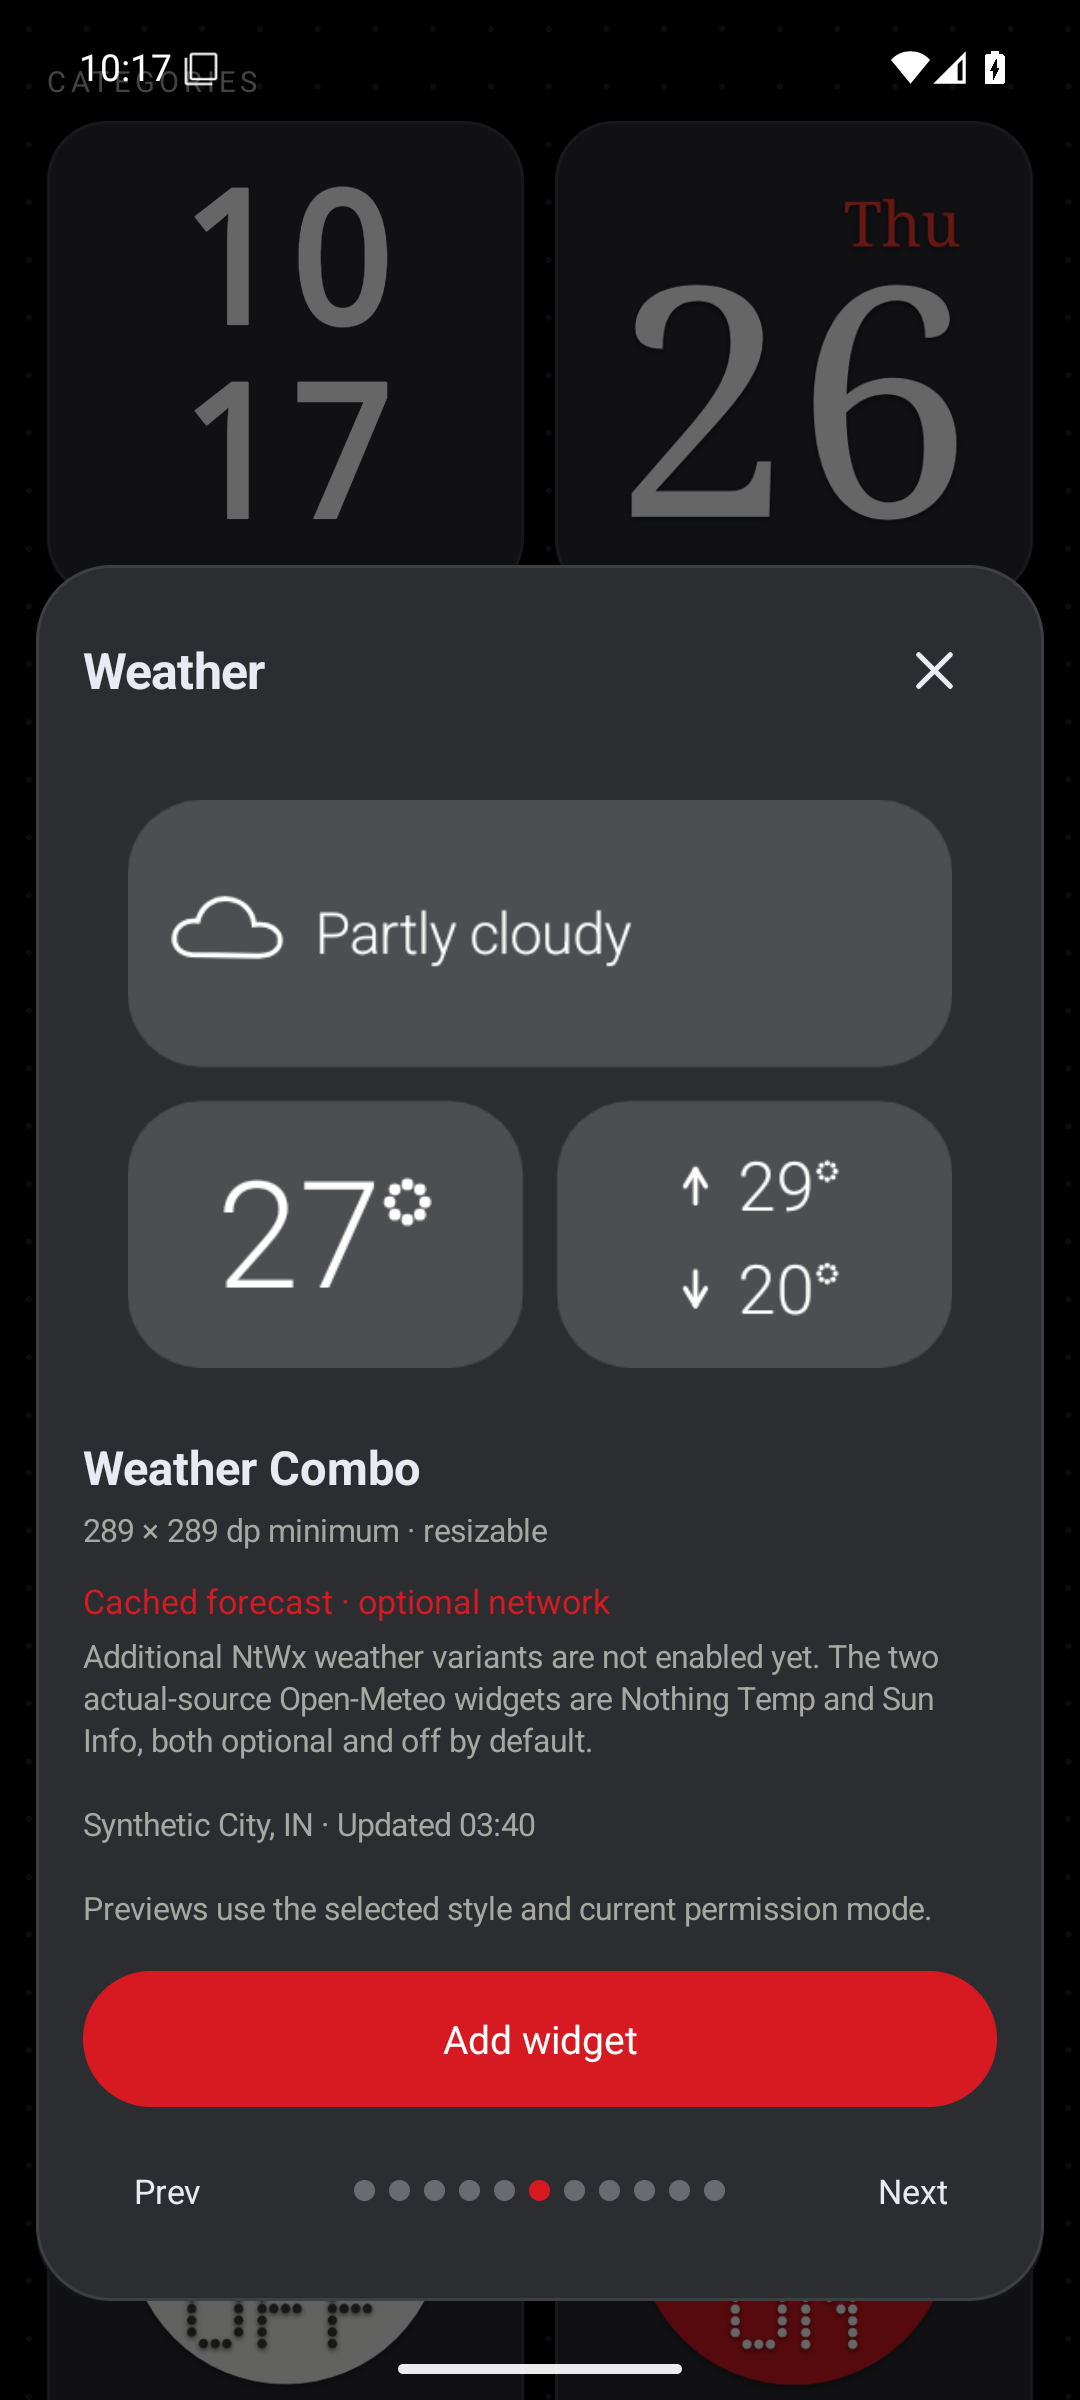 10:17
CATEGORIES
10
17
Thu
26
Weather
Partly cloudy
27°
↑ 29°
↓ 20°
Weather Combo
289 × 289 dp minimum · resizable
Cached forecast · optional network
Additional NtWx weather variants are not enabled yet. The two
actual-source Open-Meteo widgets are Nothing Temp and Sun
Info, both optional and off by default.
Synthetic City, IN · Updated 03:40
Previews use the selected style and current permission mode.
Add widget
Prev
Next
OFF